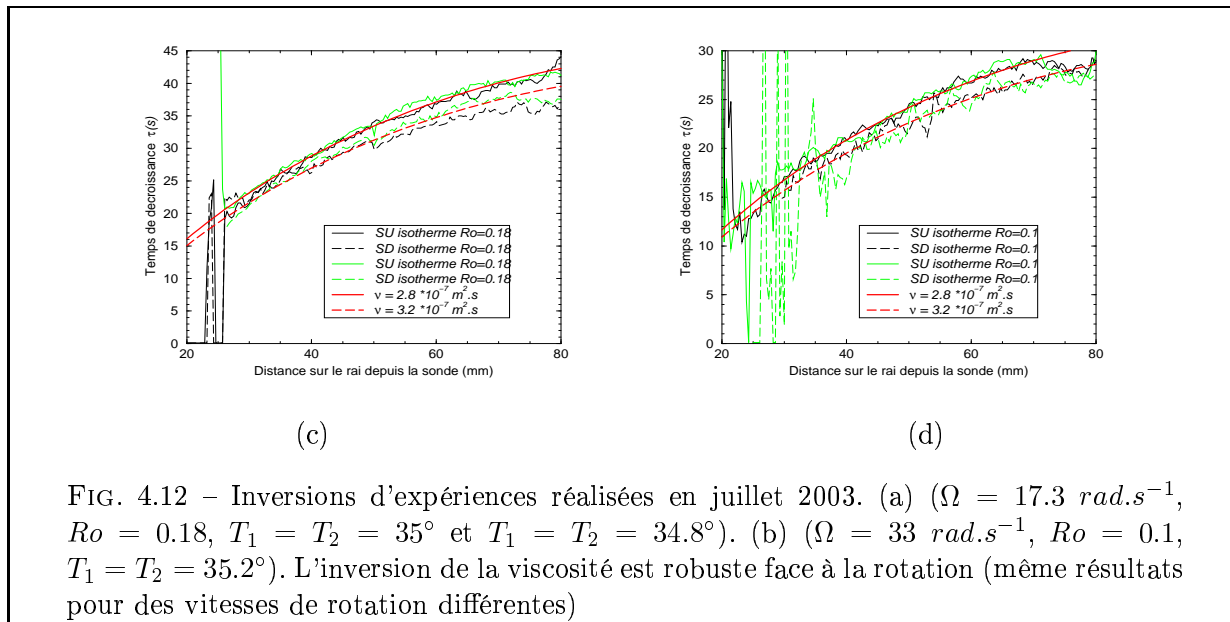 45
40
35
30
25
20
15
10
5
0
Temps de decroissance τ (s)
SU isotherme Ro=0.18
SD isotherme Ro=0.18
SU isotherme Ro=0.18
SD isotherme Ro=0.18
ν = 2.8 *10⁻⁷ m².s
ν = 3.2 *10⁻⁷ m².s
20 40 60 80
Distance sur le rai depuis la sonde (mm)
(c)
30
25
20
15
10
5
0
Temps de decroissance τ (s)
SU isotherme Ro=0.1
SD isotherme Ro=0.1
SU isotherme Ro=0.1
SD isotherme Ro=0.1
ν = 2.8 *10⁻⁷ m².s
ν = 3.2 *10⁻⁷ m².s
20 40 60 80
Distance sur le rai depuis la sonde (mm)
(d)
FIG. 4.12 – Inversions d'expériences réalisées en juillet 2003. (a) (Ω = 17.3 rad.s⁻¹,
Ro = 0.18, T₁ = T₂ = 35° et T₁ = T₂ = 34.8°). (b) (Ω = 33 rad.s⁻¹, Ro = 0.1,
T₁ = T₂ = 35.2°). L'inversion de la viscosité est robuste face à la rotation (même résultats
pour des vitesses de rotation différentes)